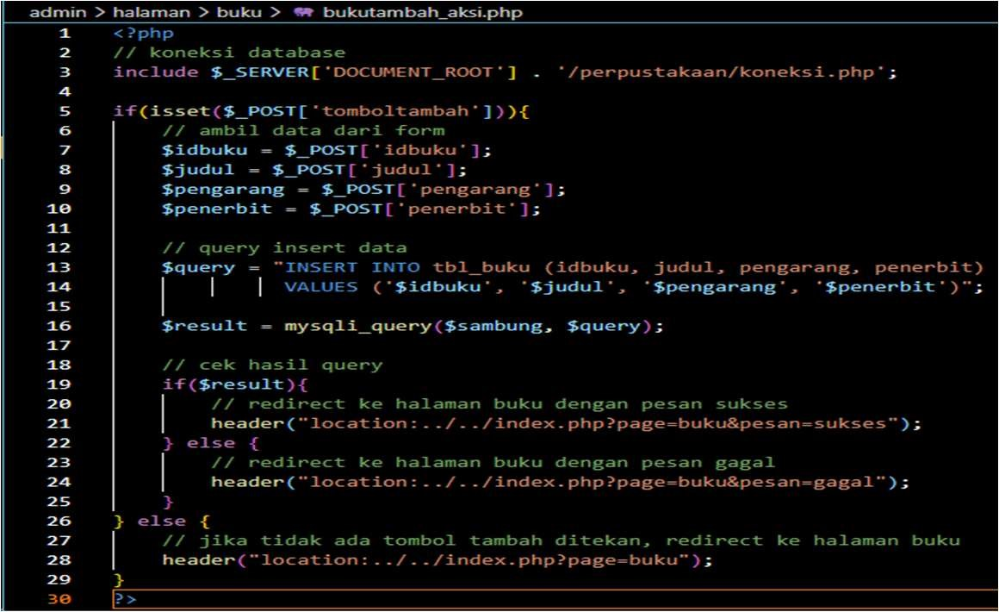 admin > halaman > buku > bukutambah_aksi.php
1 <?php
2 // koneksi database
3 include $_SERVER['DOCUMENT_ROOT'] . '/perpustakaan/koneksi.php';
4
5 if(isset($_POST['tomboltambah'])){
6 // ambil data dari form
7 $idbuku = $_POST['idbuku'];
8 $judul = $_POST['judul'];
9 $pengarang = $_POST['pengarang'];
10 $penerbit = $_POST['penerbit'];
11
12 // query insert data
13 $query = "INSERT INTO tbl_buku (idbuku, judul, pengarang, penerbit)
14 VALUES ('$idbuku', '$judul', '$pengarang', '$penerbit')";
15
16 $result = mysqli_query($sambung, $query);
17
18 // cek hasil query
19 if($result){
20 // redirect ke halaman buku dengan pesan sukses
21 header("location:../../index.php?page=buku&pesan=sukses");
22 } else {
23 // redirect ke halaman buku dengan pesan gagal
24 header("location:../../index.php?page=buku&pesan=gagal");
25 }
26 } else {
27 // jika tidak ada tombol tambah ditekan, redirect ke halaman buku
28 header("location:../../index.php?page=buku");
29 }
30 ?>